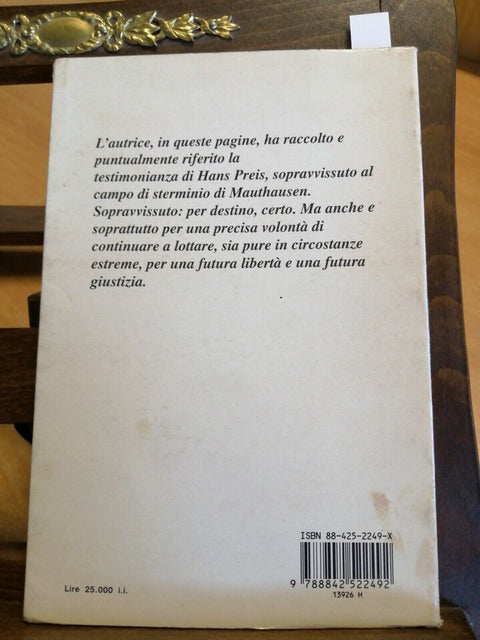 L'autrice, in queste pagine, ha raccolto e
puntualmente riferito la
testimonianza di Hans Preis, sopravvissuto al
campo di sterminio di Mauthausen.
Sopravvissuto: per destino, certo. Ma anche e
soprattutto per una precisa volontà di
continuare a lottare, sia pure in circostanze
estreme, per una futura libertà e una futura
giustizia.
ISBN 88-425-2249-X
9 788842 522492
13926 H
Lire 25.000 i.i.